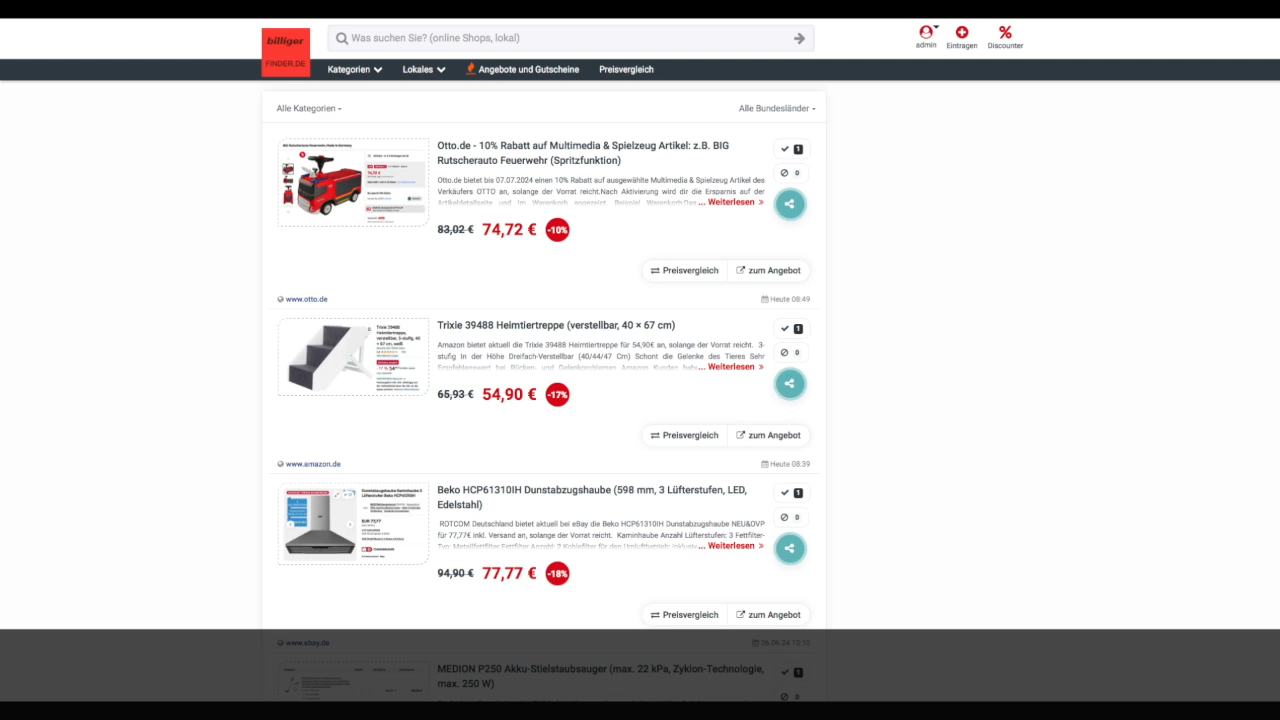 billiger
FINDER.DE
Was suchen Sie? (online Shops, lokal)
admin
Eintragen
Discounter
Kategorien
Lokales
Angebote und Gutscheine
Preisvergleich
Alle Kategorien
Alle Bundesländer
Otto.de - 10% Rabatt auf Multimedia & Spielzeug Artikel: z.B. BIG
Rutscherauto Feuerwehr (Spritzfunktion)
1
Otto.de bietet bis 07.07.2024 einen 10% Rabatt auf ausgewählte Multimedia & Spielzeug Artikel des
Verkäufers OTTO an, solange der Vorrat reicht.Nach Aktivierung wird dir die Ersparnis auf der
0
... Weiterlesen »
83,02 € 74,72 € -10%
Preisvergleich
zum Angebot
www.otto.de
Heute 08:49
Trixie 39488 Heimtiertreppe (verstellbar, 40 × 67 cm)
1
Amazon bietet aktuell die Trixie 39488 Heimtiertreppe für 54,90€ an, solange der Vorrat reicht. 3-
stufig In der Höhe Dreifach-Verstellbar (40/44/47 Cm) Schont die Gelenke des Tieres Sehr
0
... Weiterlesen »
65,93 € 54,90 € -17%
Preisvergleich
zum Angebot
www.amazon.de
Heute 08:39
Beko HCP61310IH Dunstabzugshaube (598 mm, 3 Lüfterstufen, LED,
Edelstahl)
1
ROTCOM Deutschland bietet aktuell bei eBay die Beko HCP61310IH Dunstabzugshaube NEU&OVP
für 77,77€ inkl. Versand an, solange der Vorrat reicht. Kaminhaube Anzahl Lüfterstufen: 3 Fettfilter-
0
... Weiterlesen »
94,90 € 77,77 € -18%
Preisvergleich
zum Angebot
www.ebay.de
26.06.24 10:10
MEDION P250 Akku-Stielstaubsauger (max. 22 kPa, Zyklon-Technologie,
max. 250 W)
1
0